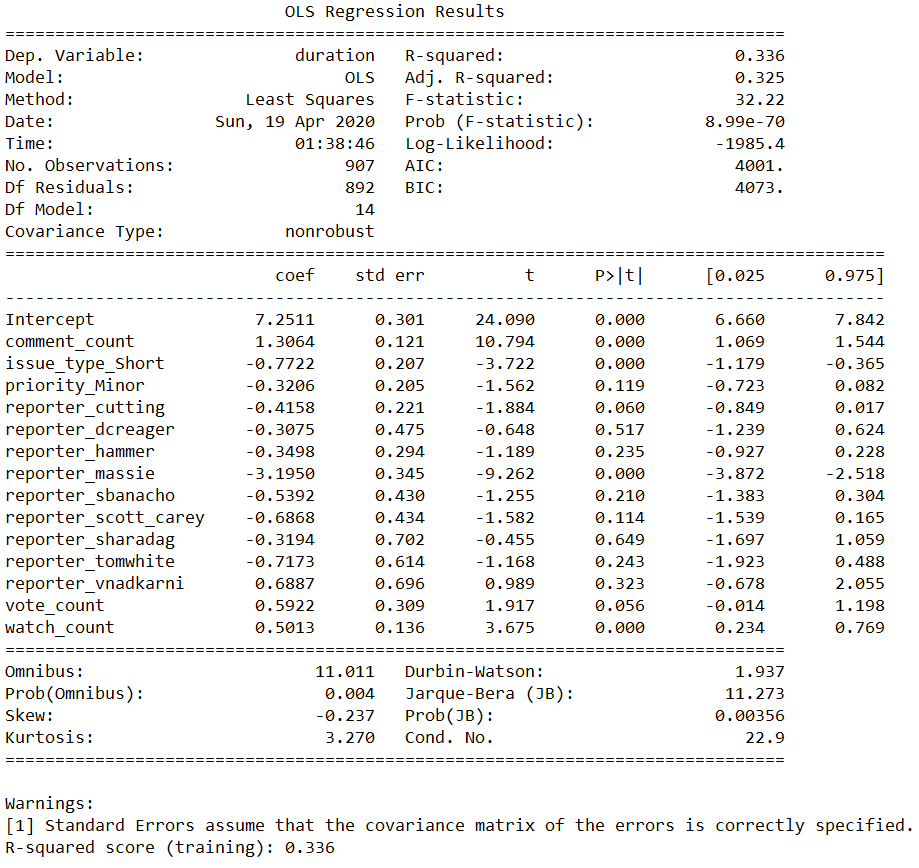 OLS Regression Results
==============================================================================
Dep. Variable:               duration   R-squared:                       0.336
Model:                            OLS   Adj. R-squared:                  0.325
Method:                 Least Squares   F-statistic:                     32.22
Date:                Sun, 19 Apr 2020   Prob (F-statistic):           8.99e-70
Time:                        01:38:46   Log-Likelihood:                -1985.4
No. Observations:                 907   AIC:                             4001.
Df Residuals:                     892   BIC:                             4073.
Df Model:                          14
Covariance Type:            nonrobust
========================================================================================
                           coef    std err          t      P>|t|      [0.025      0.975]
----------------------------------------------------------------------------------------
Intercept                7.2511      0.301     24.090      0.000       6.660       7.842
comment_count            1.3064      0.121     10.794      0.000       1.069       1.544
issue_type_Short        -0.7722      0.207     -3.722      0.000      -1.179      -0.365
priority_Minor          -0.3206      0.205     -1.562      0.119      -0.723       0.082
reporter_cutting        -0.4158      0.221     -1.884      0.060      -0.849       0.017
reporter_dcreager       -0.3075      0.475     -0.648      0.517      -1.239       0.624
reporter_hammer         -0.3498      0.294     -1.189      0.235      -0.927       0.228
reporter_massie         -3.1950      0.345     -9.262      0.000      -3.872      -2.518
reporter_sbanacho       -0.5392      0.430     -1.255      0.210      -1.383       0.304
reporter_scott_carey    -0.6868      0.434     -1.582      0.114      -1.539       0.165
reporter_sharadag       -0.3194      0.702     -0.455      0.649      -1.697       1.059
reporter_tomwhite       -0.7173      0.614     -1.168      0.243      -1.923       0.488
reporter_vnadkarni       0.6887      0.696      0.989      0.323      -0.678       2.055
vote_count               0.5922      0.309      1.917      0.056      -0.014       1.198
watch_count              0.5013      0.136      3.675      0.000       0.234       0.769
==============================================================================
Omnibus:                       11.011   Durbin-Watson:                   1.937
Prob(Omnibus):                  0.004   Jarque-Bera (JB):               11.273
Skew:                          -0.237   Prob(JB):                      0.00356
Kurtosis:                       3.270   Cond. No.                         22.9
==============================================================================

Warnings:
[1] Standard Errors assume that the covariance matrix of the errors is correctly specified.
R-squared score (training): 0.336